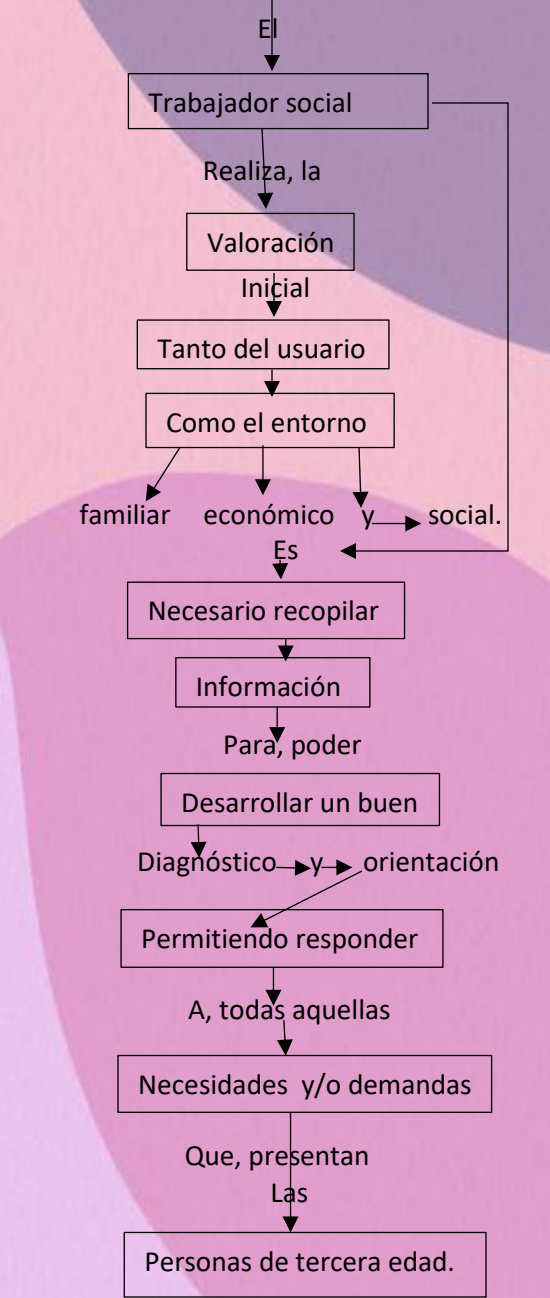 El
Trabajador social
Realiza, la
Valoración
Inicial
Tanto del usuario
Como el entorno
familiar económico y social.
Es
Necesario recopilar
Información
Para, poder
Desarrollar un buen
Diagnóstico y orientación
Permitiendo responder
A, todas aquellas
Necesidades y/o demandas
Que, presentan
Las
Personas de tercera edad.